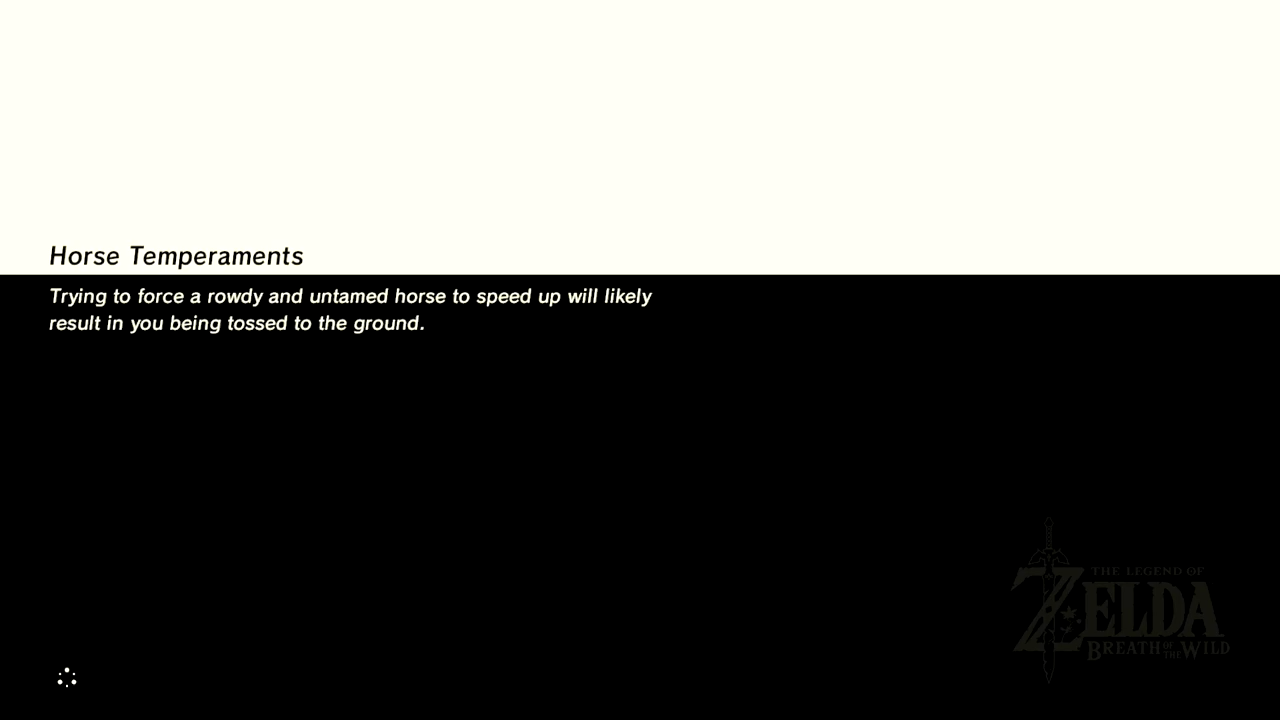 Horse Temperaments
Trying to force a rowdy and untamed horse to speed up will likely
result in you being tossed to the ground.
THE LEGEND OF
ZELDA
BREATH OF THE WILD